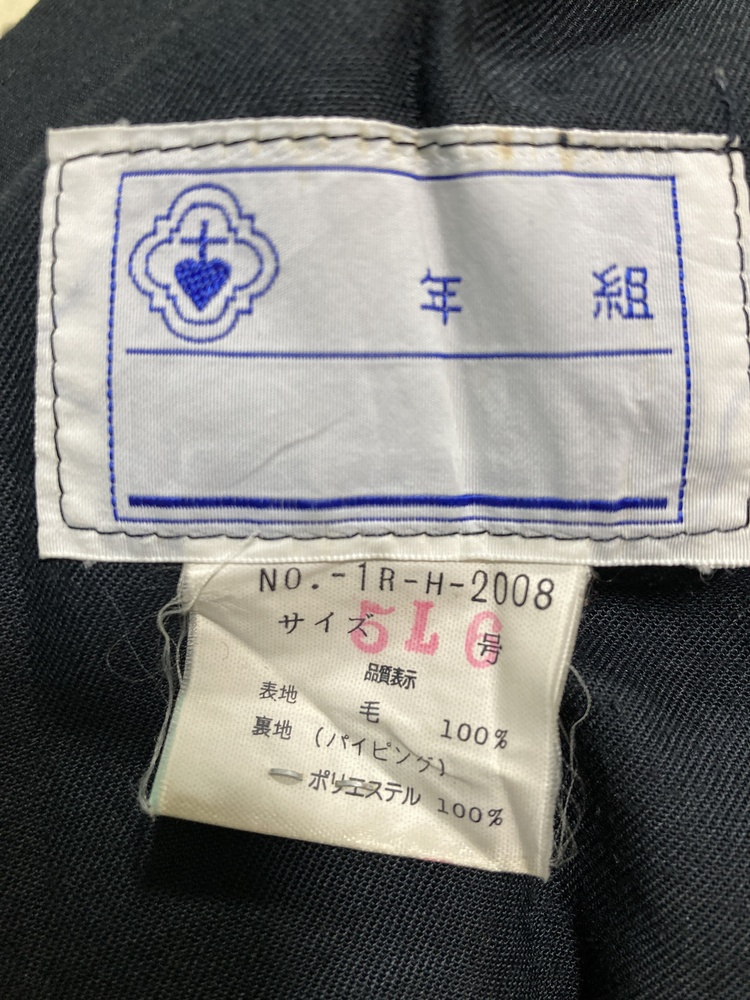 年 組
NO.-1R-H-2008
サイズ 5L6 号
品質表示
表地 毛 100%
裏地 (パイピング)
ポリエステル 100%